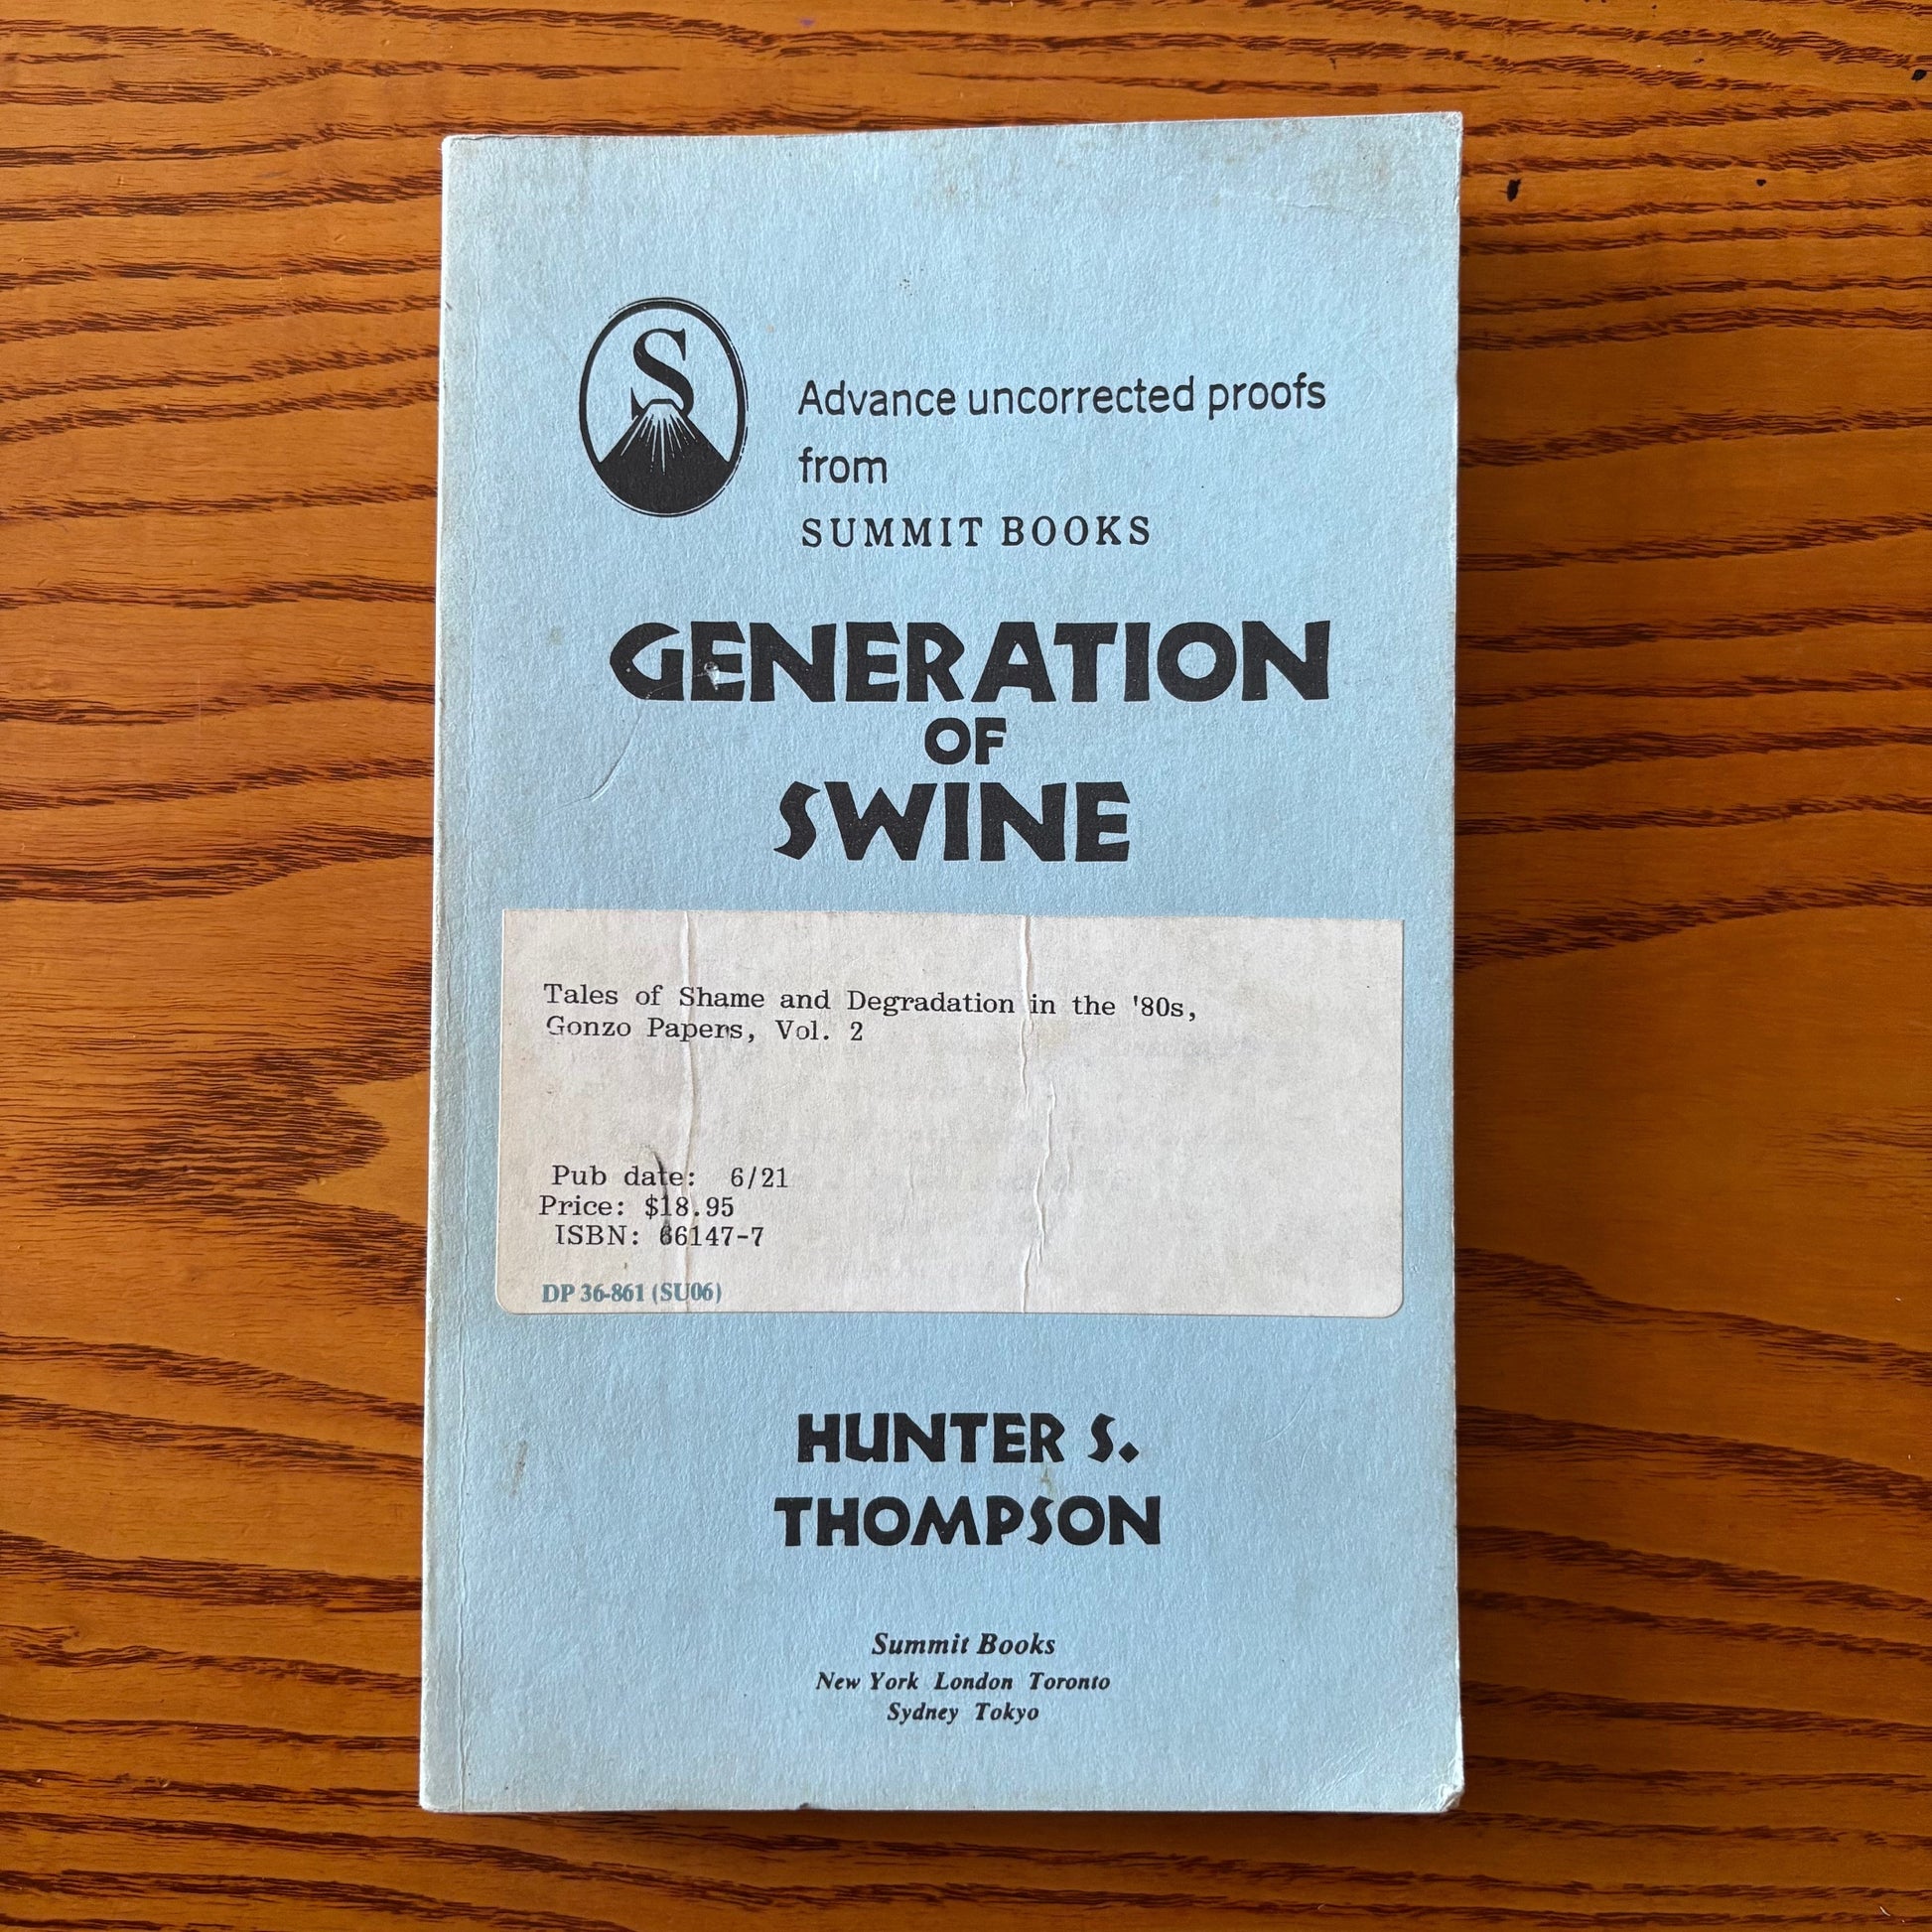 S
Advance uncorrected proofs
from
SUMMIT BOOKS
GENERATION
OF
SWINE
Tales of Shame and Degradation in the '80s,
Gonzo Papers, Vol. 2
Pub date: 6/21
Price: $18.95
ISBN: 66147-7
DP 36-861 (SU06)
HUNTER S.
THOMPSON
Summit Books
New York London Toronto
Sydney Tokyo